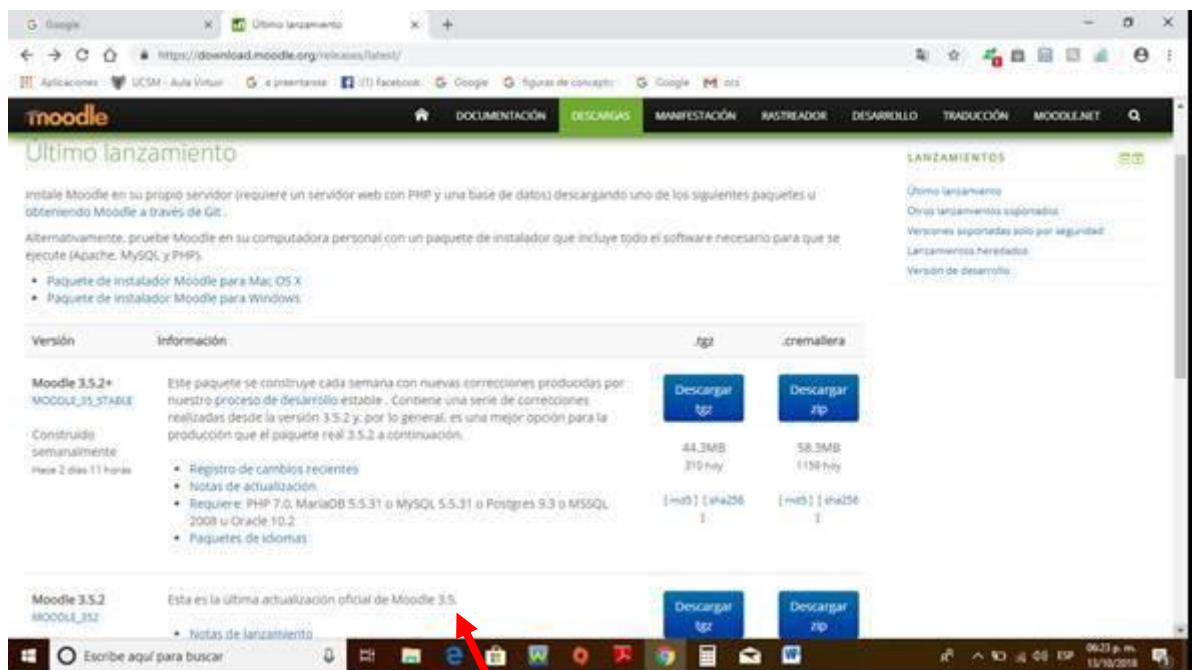 Google
Último lanzamiento
https://download.moodle.org/releases/latest/
Aplicaciones
UCSM - Aula Virtual
(1) Facebook
Google
figuras de concepto
Google
moodle
DOCUMENTACIÓN
DESCARGAS
MANIFESTACIÓN
RASTREADOR
DESARROLLO
TRADUCCIÓN
MOODLE.NET
Último lanzamiento
Instale Moodle en su propio servidor (requiere un servidor web con PHP y una base de datos) descargando uno de los siguientes paquetes u
obteniendo Moodle a través de Git .
Alternativamente, pruebe Moodle en su computadora personal con un paquete de instalador que incluye todo el software necesario para que se
ejecute (Apache, MySQL y PHP).
Paquete de instalador Moodle para Mac OS X
Paquete de instalador Moodle para Windows
LANZAMIENTOS
Último lanzamiento
Otros lanzamientos soportados
Versiones soportadas solo por seguridad
Lanzamientos heredados
Versión de desarrollo
Versión Información .tgz .cremallera
Moodle 3.5.2+
MOODLE_35_STABLE
Construido
semanalmente
Hace 2 días 11 horas
Este paquete se construye cada semana con nuevas correcciones producidas por
nuestro proceso de desarrollo estable . Contiene una serie de correcciones
realizadas desde la versión 3.5.2 y, por lo general, es una mejor opción para la
producción que el paquete real 3.5.2 a continuación.
Registro de cambios recientes
Notas de actualización
Requiere: PHP 7.0, MariaDB 5.5.31 o MySQL 5.5.31 o Postgres 9.3 o MSSQL
2008 u Oracle 10.2
Paquetes de idiomas
Descargar
tgz
44.3MB
310 hoy
[ md5 ] [ sha256
]
Descargar
zip
58.3MB
1159 hoy
[ md5 ] [ sha256
]
Moodle 3.5.2
MOODLE_352
Esta es la última actualización oficial de Moodle 3.5.
Notas de lanzamiento
Descargar
tgz
Descargar
zip
Escribe aquí para buscar
ESP
06:23 p.m.
13/10/2018